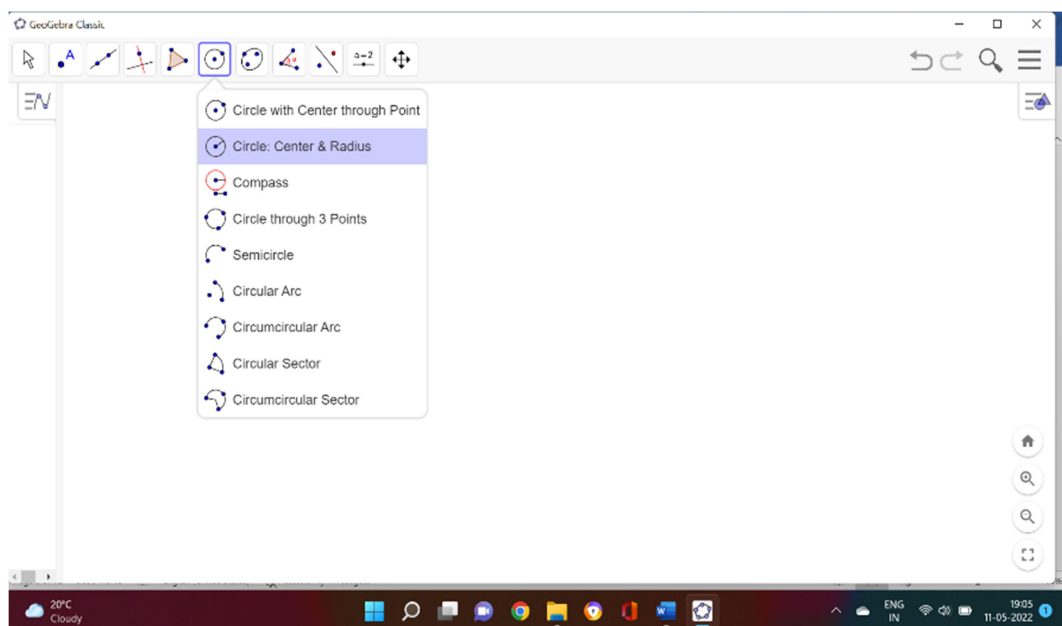 GeoGebra Classic
A
a=2
Circle with Center through Point
Circle: Center & Radius
Compass
Circle through 3 Points
Semicircle
Circular Arc
Circumcircular Arc
Circular Sector
Circumcircular Sector
20°C
Cloudy
ENG
IN
19:05
11-05-2022
1